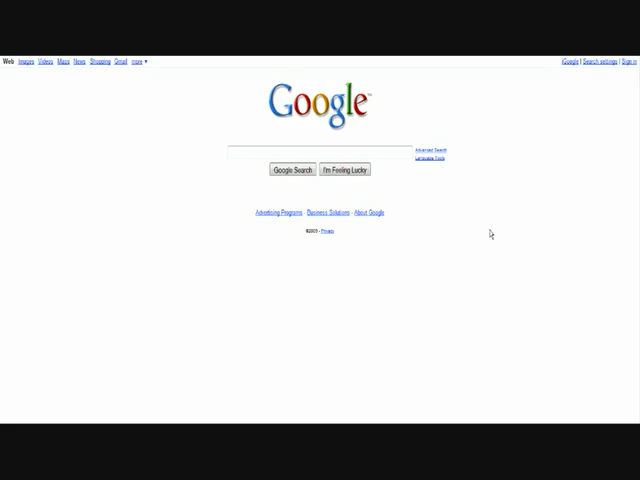 Web Images Videos Maps News Shopping Gmail more ▼
iGoogle | Search settings | Sign in
Google™
Advanced Search
Language Tools
Google Search I'm Feeling Lucky
Advertising Programs - Business Solutions - About Google
©2009 - Privacy